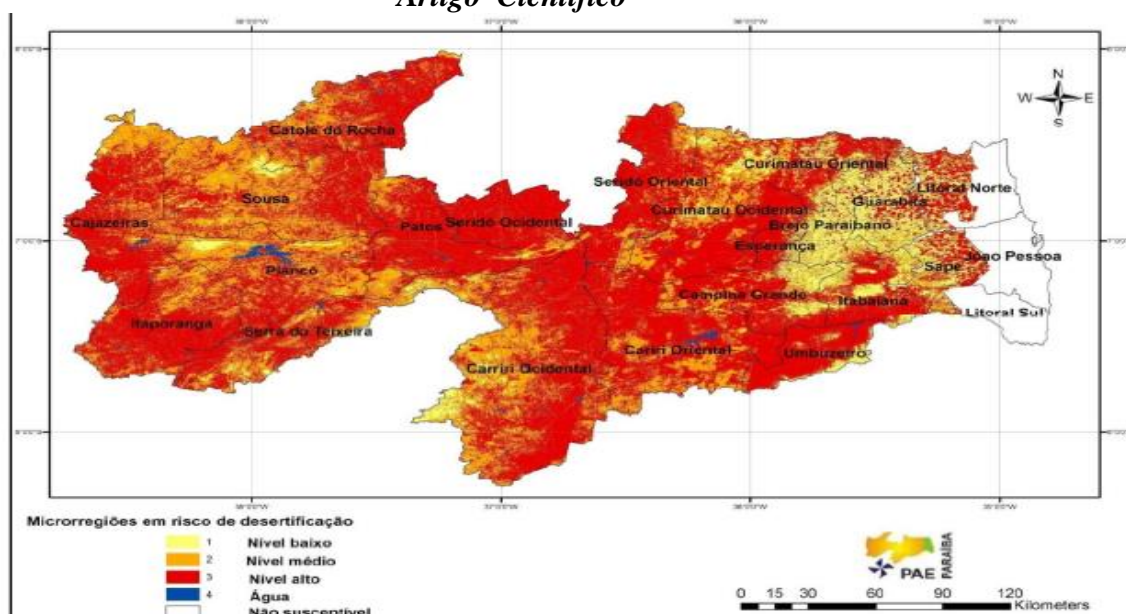 Artigo Científico
N
W E
S
Catolé do Rocha
Curimatau Oriental
Seridó Oriental
Litoral Norte
Sousa
Guarabira
Curimatau Ocidental
Cajazeiras
Patos
Seridó Ocidental
Brejo Paraibano
Esperança
João Pessoa
Sapé
Piancó
Campina Grande
Itabaiana
Litoral Sul
Itaporanga
Serra do Teixeira
Cariri Oriental
Umbuzeiro
Carriri Ocidental
Microrregiões em risco de desertificação
1 Nível baixo
2 Nível médio
3 Nível alto
4 Água
Não susceptível
PAE PARAÍBA
0 15 30 60 90 120
Kilometers